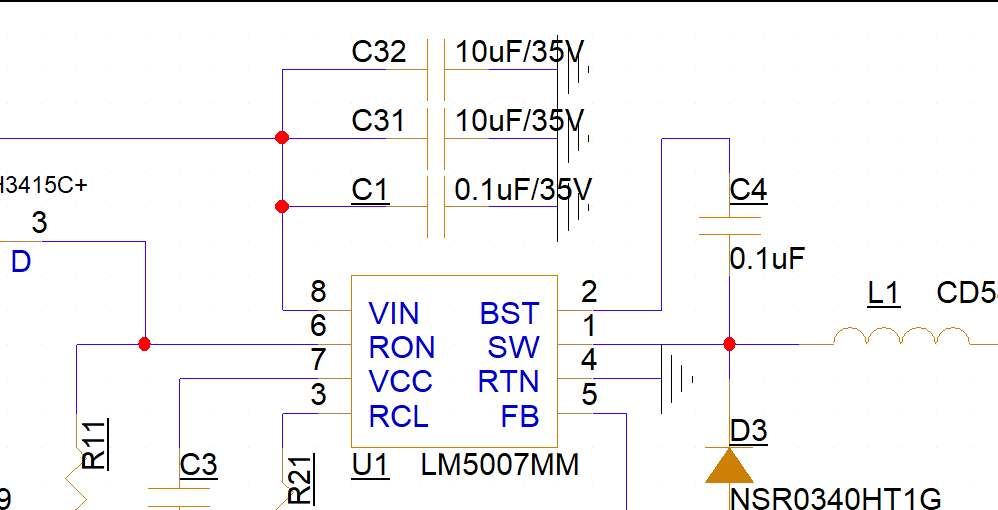 C32 10uF/35V
C31 10uF/35V
C1 0.1uF/35V
H3415C+
3
D
C4
0.1uF
L1 CD54
8 VIN BST 2
6 RON SW 1
7 VCC RTN 4
3 RCL FB 5
U1 LM5007MM
R11
C3
R21
D3
NSR0340HT1G
9